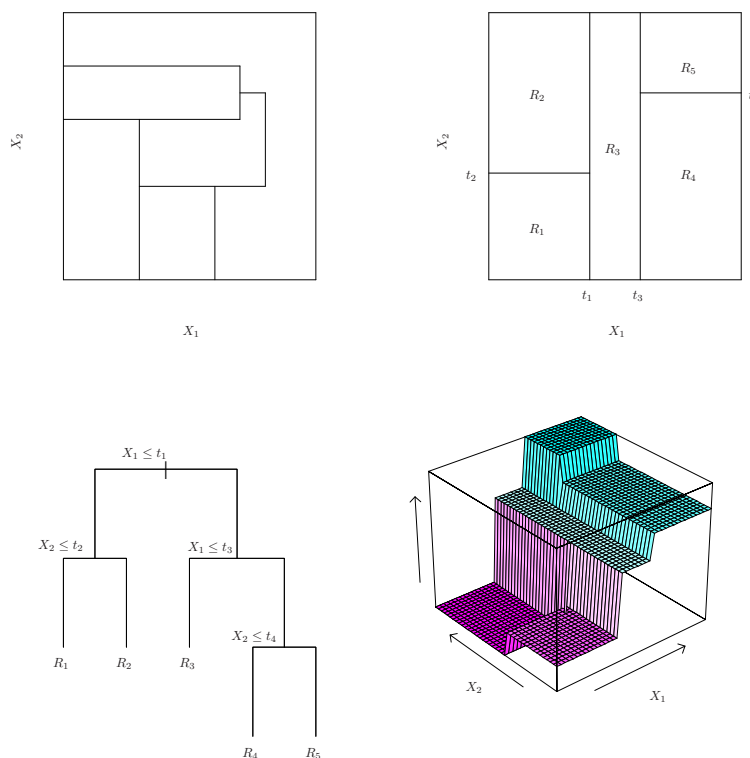 X₂
X₁
R₅
R₂
X₂
R₃
t₂
R₄
R₁
t₁
t₃
X₁
X₁ ≤ t₁
X₂ ≤ t₂
X₁ ≤ t₃
X₂ ≤ t₄
R₁
R₂
R₃
R₄
R₅
X₂
X₁